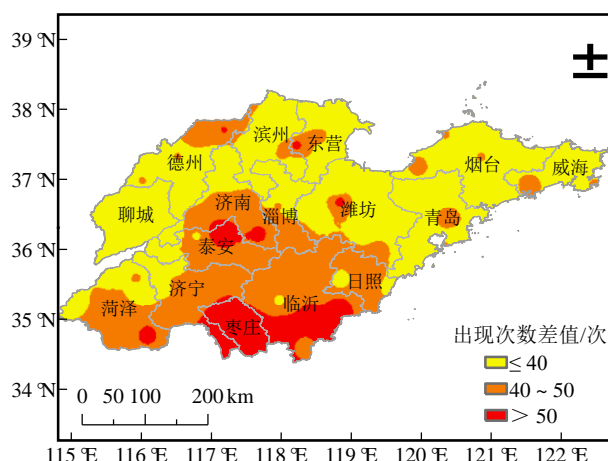 39 °N
38 °N
37 °N
36 °N
35 °N
34 °N
滨州
东营
德州
烟台
威海
聊城
济南
淄博
潍坊
青岛
泰安
日照
济宁
菏泽
临沂
枣庄
出现次数差值/次
≤ 40
40 ~ 50
> 50
0 50 100 200 km
115 °E 116 °E 117 °E 118 °E 119 °E 120 °E 121 °E 122 °E